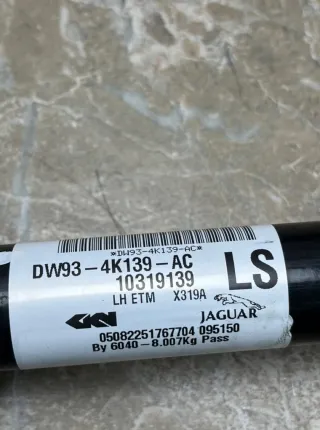 *DW93-4K139-AC*
DW93-4K139-AC LS
10319139
LH ETM X319A
GKN JAGUAR
05082251767704 095150
By 6040-8.007Kg Pass